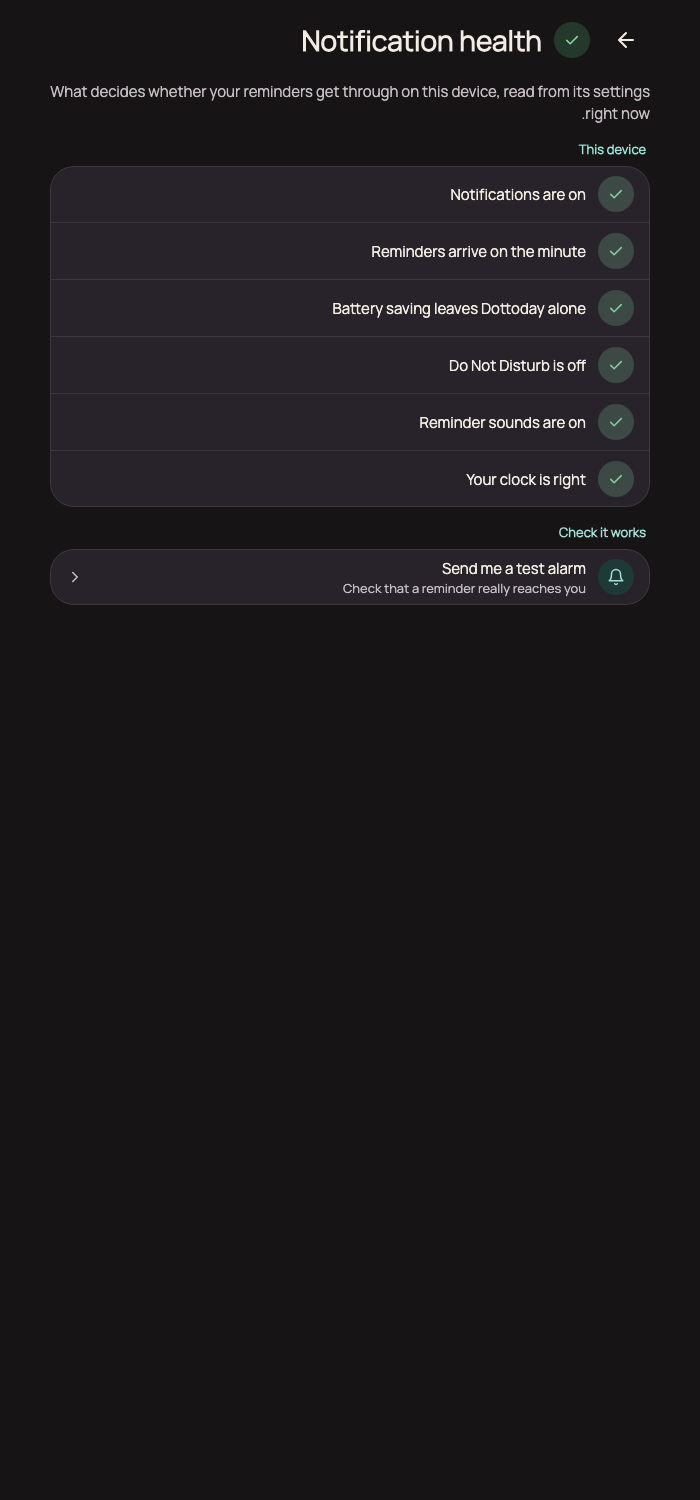 Notification health
What decides whether your reminders get through on this device, read from its settings
.right now
This device
Notifications are on
Reminders arrive on the minute
Battery saving leaves Dottoday alone
Do Not Disturb is off
Reminder sounds are on
Your clock is right
Check it works
Send me a test alarm
Check that a reminder really reaches you